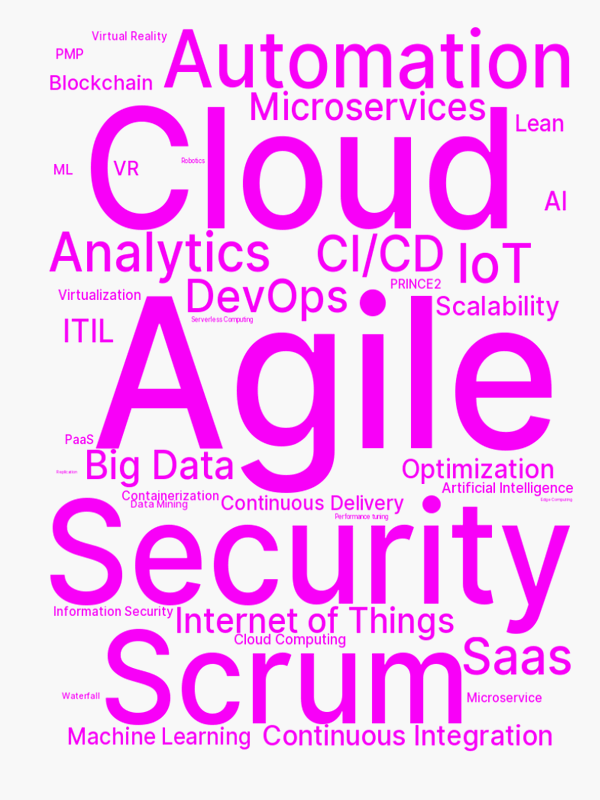 Virtual Reality
Automation
PMP
Blockchain
Microservices
Lean
Cloud
Robotics
ML
VR
AI
Analytics
CI/CD
IoT
DevOps
PRINCE2
Virtualization
Scalability
Serverless Computing
ITIL
Agile
PaaS
Big Data
Optimization
Artificial Intelligence
Containerization
Edge Computing
Data Mining
Continuous Delivery
Performance tuning
Security
Information Security
Internet of Things
Cloud Computing
Scrum
Saas
Waterfall
Microservice
Machine Learning
Continuous Integration